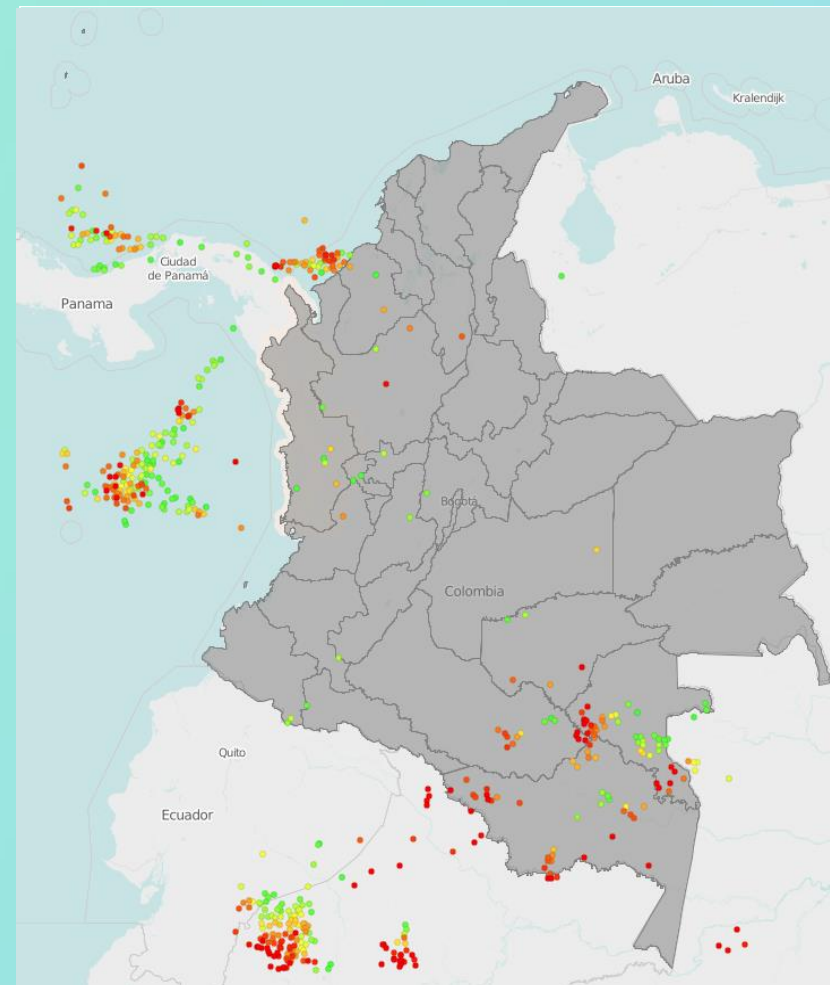 Aruba
Kralendijk
Ciudad
de Panamá
Panama
Bogotá
Colombia
Quito
Ecuador